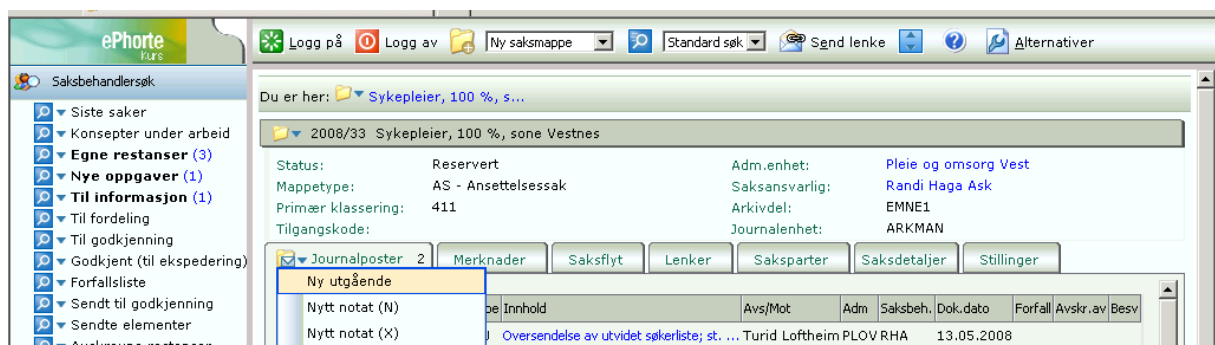 ePhorte
Kurs
Logg på Logg av Ny saksmappe Standard søk Send lenke Alternativer
Saksbehandlersøk
Siste saker
Konsepter under arbeid
Egne restanser (3)
Nye oppgaver (1)
Til informasjon (1)
Til fordeling
Til godkjenning
Godkjent (til ekspedering)
Forfallsliste
Sendt til godkjenning
Sendte elementer
Du er her: Sykepleier, 100 %, s...
2008/33 Sykepleier, 100 %, sone Vestnes
Status: Reservert Adm.enhet: Pleie og omsorg Vest
Mappetype: AS - Ansettelsessak Saksansvarlig: Randi Haga Ask
Primær klassering: 411 Arkivdel: EMNE1
Tilgangskode: Journalenhet: ARKMAN
Journalposter 2 Merknader Saksflyt Lenker Saksparter Saksdetaljer Stillinger
Ny utgående
Nytt notat (N)
Nytt notat (X)
Innhold Avs/Mot Adm Saksbeh. Dok.dato Forfall Avskr.av Besv
Oversendelse av utvidet søkerliste; st. ... Turid Loftheim PLOV RHA 13.05.2008